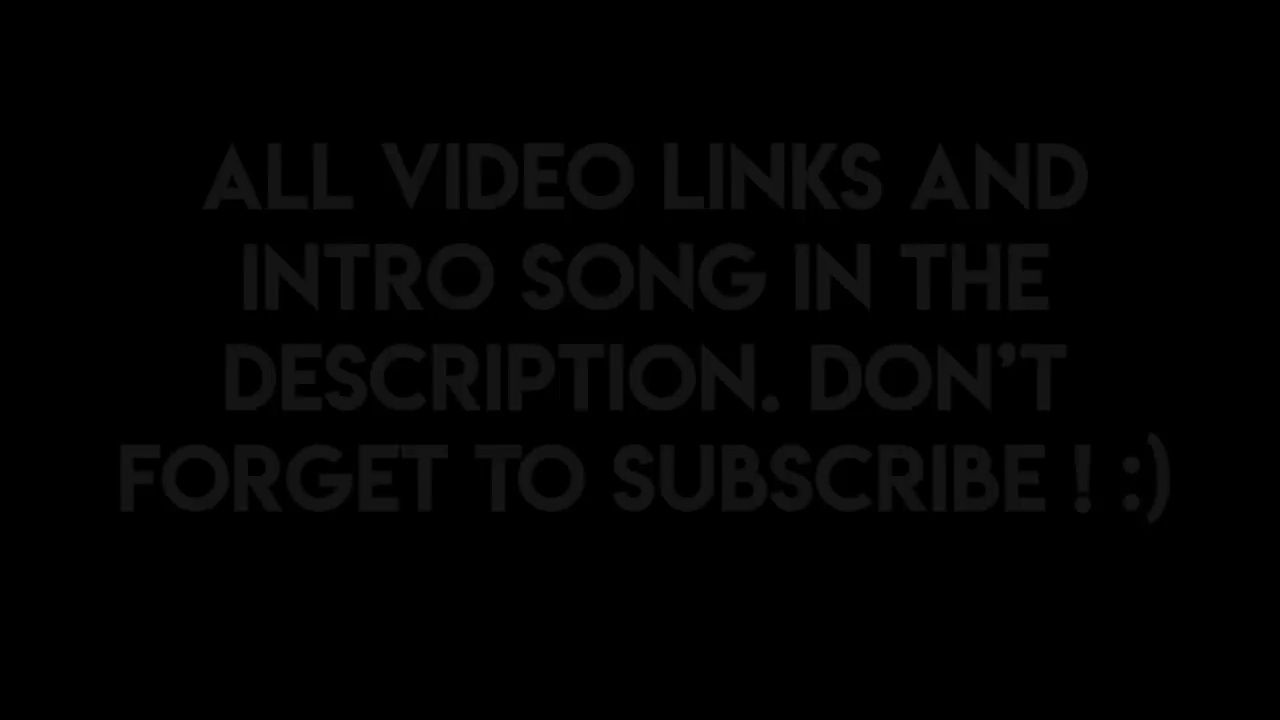 ALL VIDEO LINKS AND
INTRO SONG IN THE
DESCRIPTION. DON'T
FORGET TO SUBSCRIBE ! :)